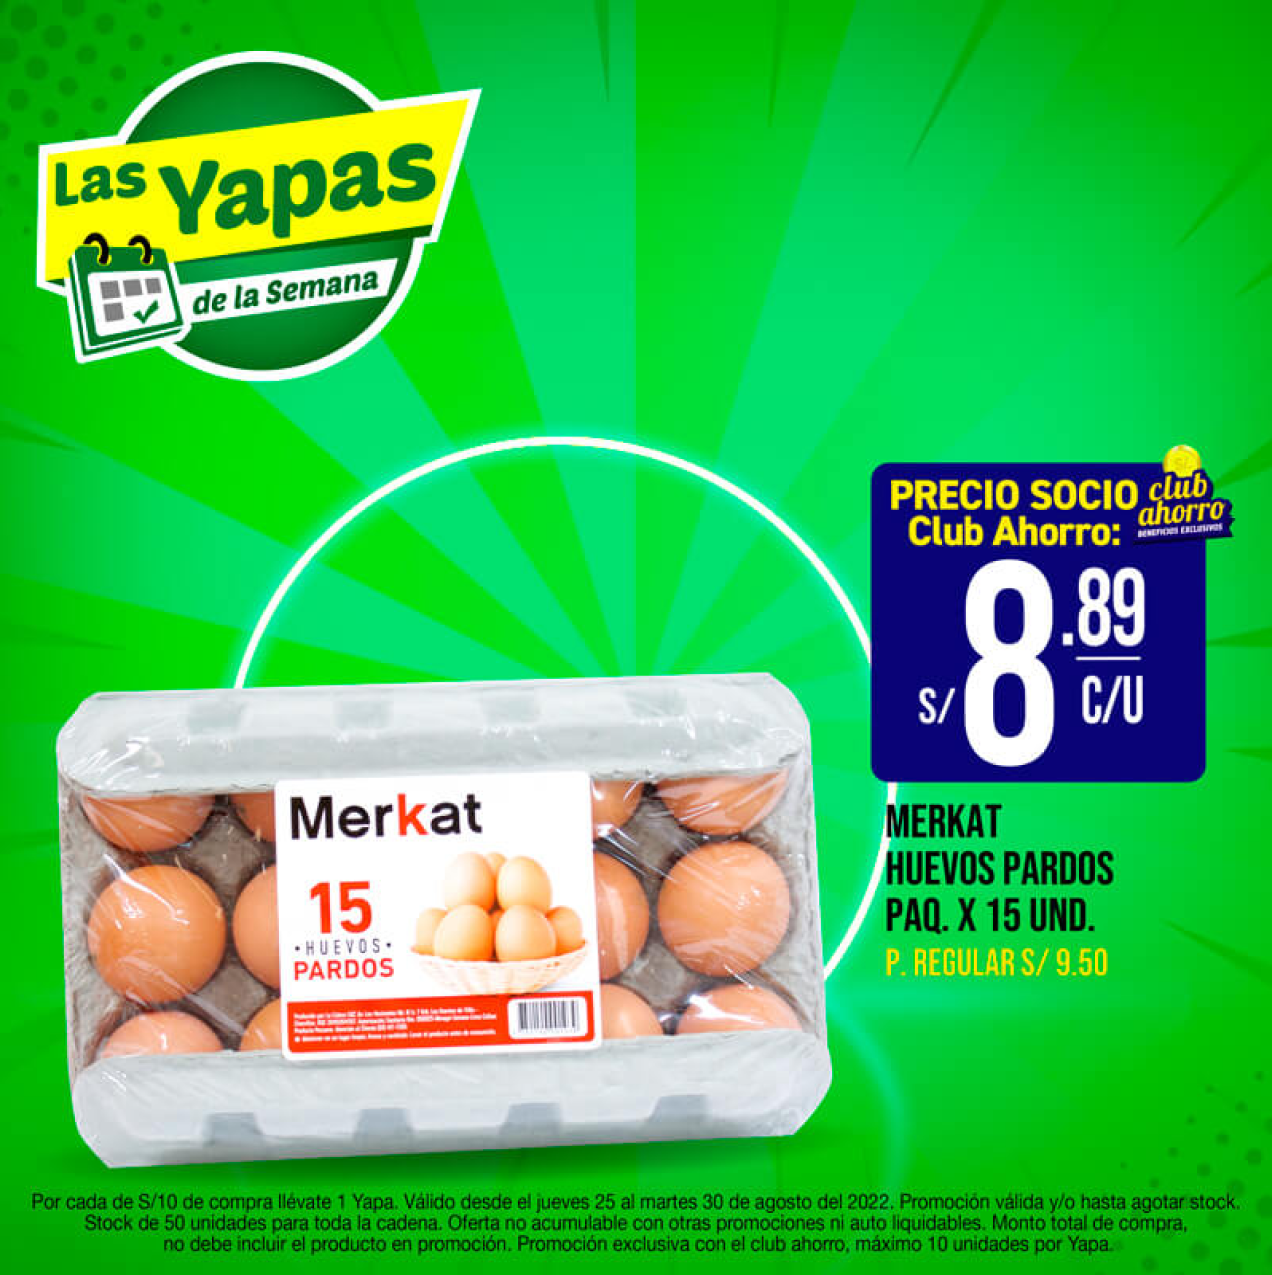 Las Yapas
de la Semana
PRECIO SOCIO
Club Ahorro:
club
ahorro
BENEFICIOS EXCLUSIVOS
S/ 8.89
C/U
MERKAT
HUEVOS PARDOS
PAQ. X 15 UND.
P. REGULAR S/ 9.50
Merkat
15
• HUEVOS •
PARDOS
Por cada de S/10 de compra llévate 1 Yapa. Válido desde el jueves 25 al martes 30 de agosto del 2022. Promoción válida y/o hasta agotar stock.
Stock de 50 unidades para toda la cadena. Oferta no acumulable con otras promociones ni auto liquidables. Monto total de compra,
no debe incluir el producto en promoción. Promoción exclusiva con el club ahorro, máximo 10 unidades por Yapa.